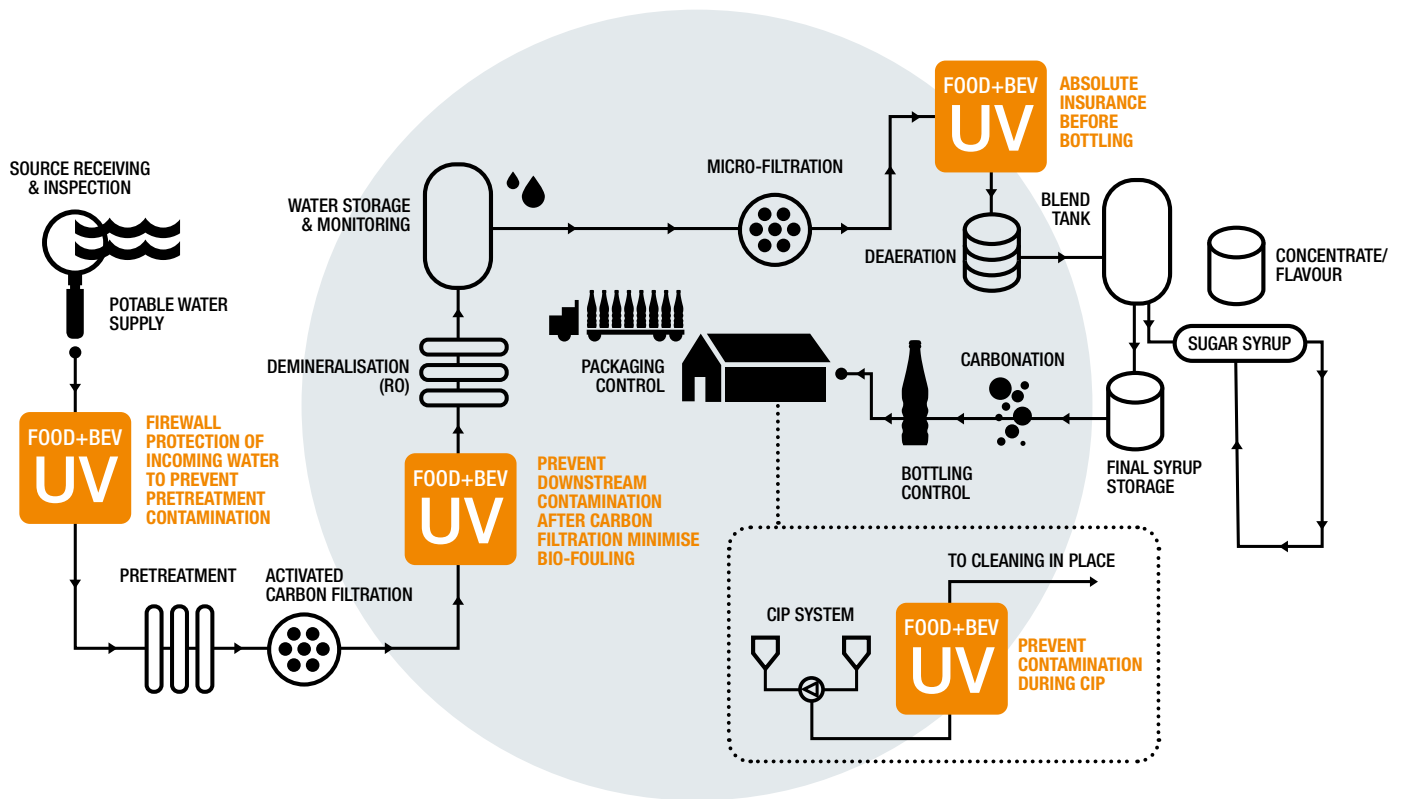 SOURCE RECEIVING
& INSPECTION
POTABLE WATER
SUPPLY
FOOD+BEV
UV
FIREWALL
PROTECTION OF
INCOMING WATER
TO PREVENT
PRETREATMENT
CONTAMINATION
PRETREATMENT
ACTIVATED
CARBON FILTRATION
FOOD+BEV
UV
PREVENT
DOWNSTREAM
CONTAMINATION
AFTER CARBON
FILTRATION MINIMISE
BIO-FOULING
DEMINERALISATION
(RO)
WATER STORAGE
& MONITORING
MICRO-FILTRATION
FOOD+BEV
UV
ABSOLUTE
INSURANCE
BEFORE
BOTTLING
DEAERATION
BLEND
TANK
CONCENTRATE/
FLAVOUR
SUGAR SYRUP
FINAL SYRUP
STORAGE
CARBONATION
BOTTLING
CONTROL
PACKAGING
CONTROL
TO CLEANING IN PLACE
CIP SYSTEM
FOOD+BEV
UV
PREVENT
CONTAMINATION
DURING CIP